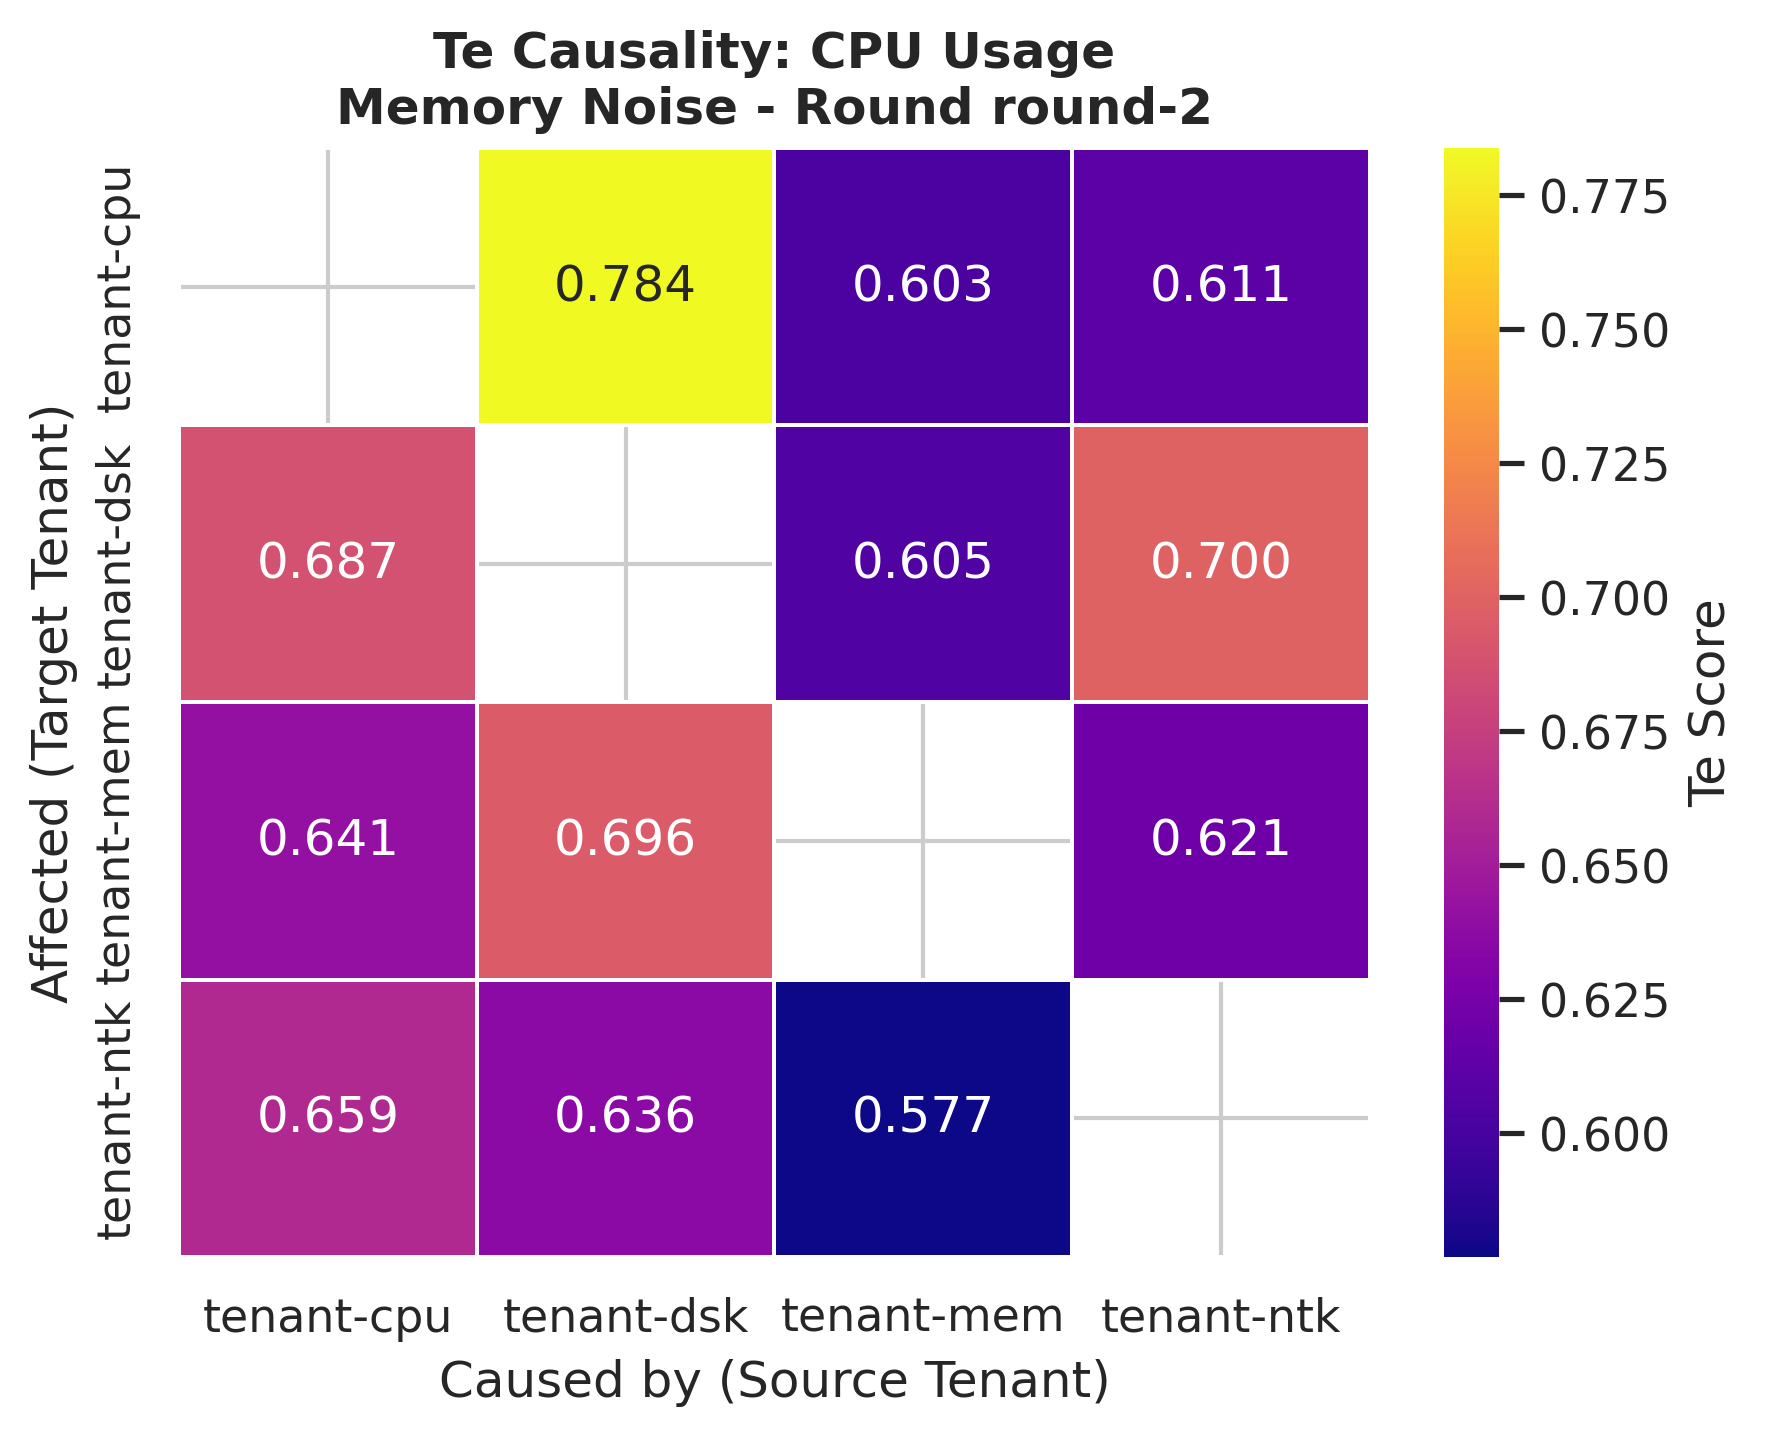 Te Causality: CPU Usage
Memory Noise - Round round-2
Affected (Target Tenant)
tenant-cpu
0.784
0.603
0.611
tenant-dsk
0.687
0.605
0.700
tenant-mem
0.641
0.696
0.621
tenant-ntk
0.659
0.636
0.577
tenant-cpu
tenant-dsk
tenant-mem
tenant-ntk
Caused by (Source Tenant)
0.775
0.750
0.725
0.700
0.675
0.650
0.625
0.600
Te Score